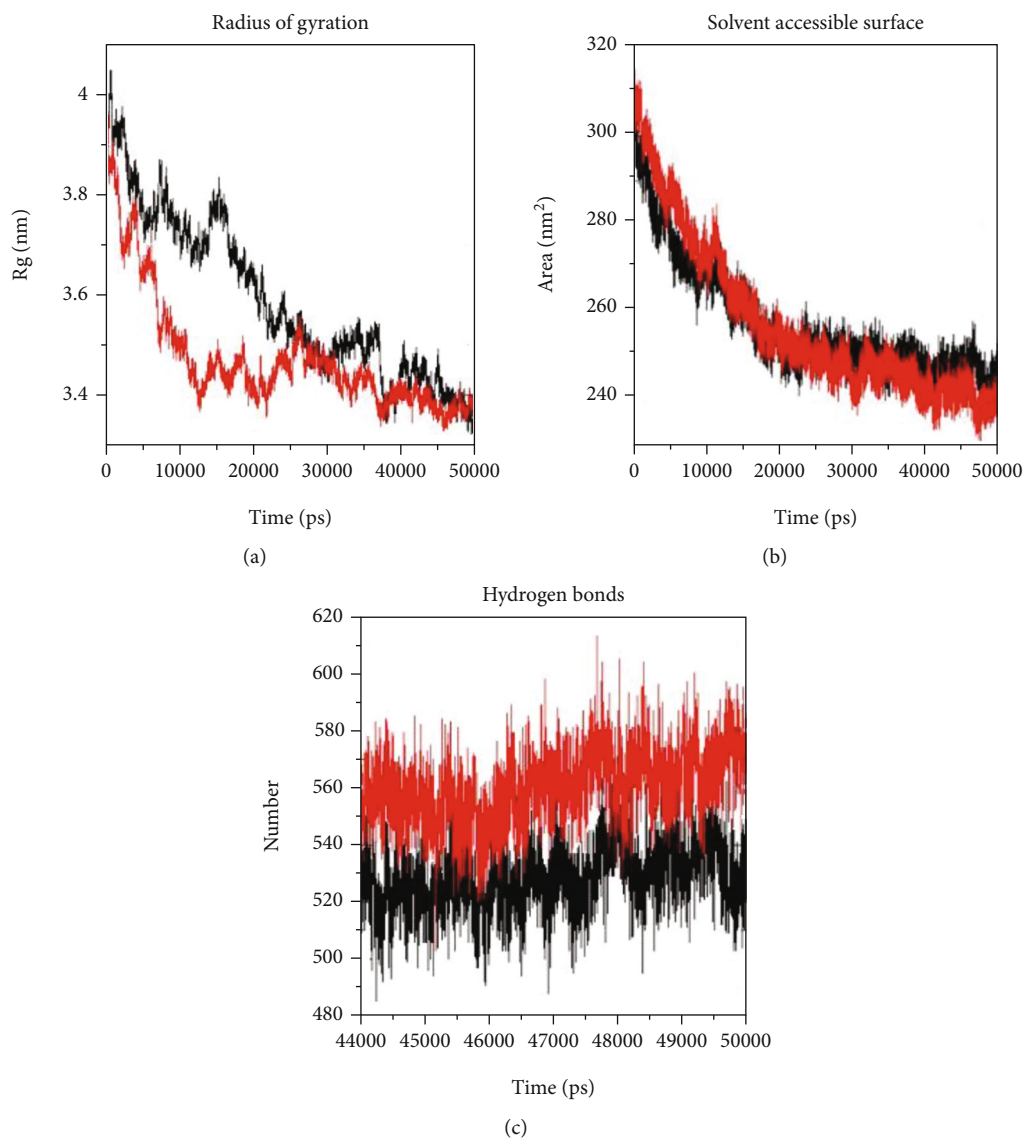 Radius of gyration
4
3.8
3.6
3.4
Rg (nm)
0 10000 20000 30000 40000 50000
Time (ps)
(a)
Solvent accessible surface
320
300
280
260
240
Area (nm²)
0 10000 20000 30000 40000 50000
Time (ps)
(b)
Hydrogen bonds
620
600
580
560
540
520
500
480
Number
44000 45000 46000 47000 48000 49000 50000
Time (ps)
(c)